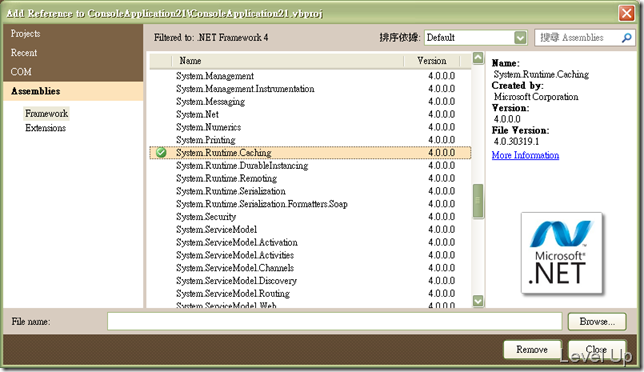 Add Reference to ConsoleApplication21\ConsoleApplication21.vbproj
Projects
Recent
COM
Assemblies
Framework
Extensions
Filtered to: .NET Framework 4
排序依據: Default
搜尋 Assemblies
Name Version
System.Management 4.0.0.0
System.Management.Instrumentation 4.0.0.0
System.Messaging 4.0.0.0
System.Net 4.0.0.0
System.Numerics 4.0.0.0
System.Printing 4.0.0.0
System.Runtime.Caching 4.0.0.0
System.Runtime.DurableInstancing 4.0.0.0
System.Runtime.Remoting 4.0.0.0
System.Runtime.Serialization 4.0.0.0
System.Runtime.Serialization.Formatters.Soap 4.0.0.0
System.Security 4.0.0.0
System.ServiceModel 4.0.0.0
System.ServiceModel.Activation 4.0.0.0
System.ServiceModel.Activities 4.0.0.0
System.ServiceModel.Channels 4.0.0.0
System.ServiceModel.Discovery 4.0.0.0
System.ServiceModel.Routing 4.0.0.0
System.ServiceModel.Web 4.0.0.0
Name:
System.Runtime.Caching
Created by:
Microsoft Corporation
Version:
4.0.0.0
File Version:
4.0.30319.1
More Information
Microsoft®
.NET
File name:
Browse...
Remove
Close
Level Up